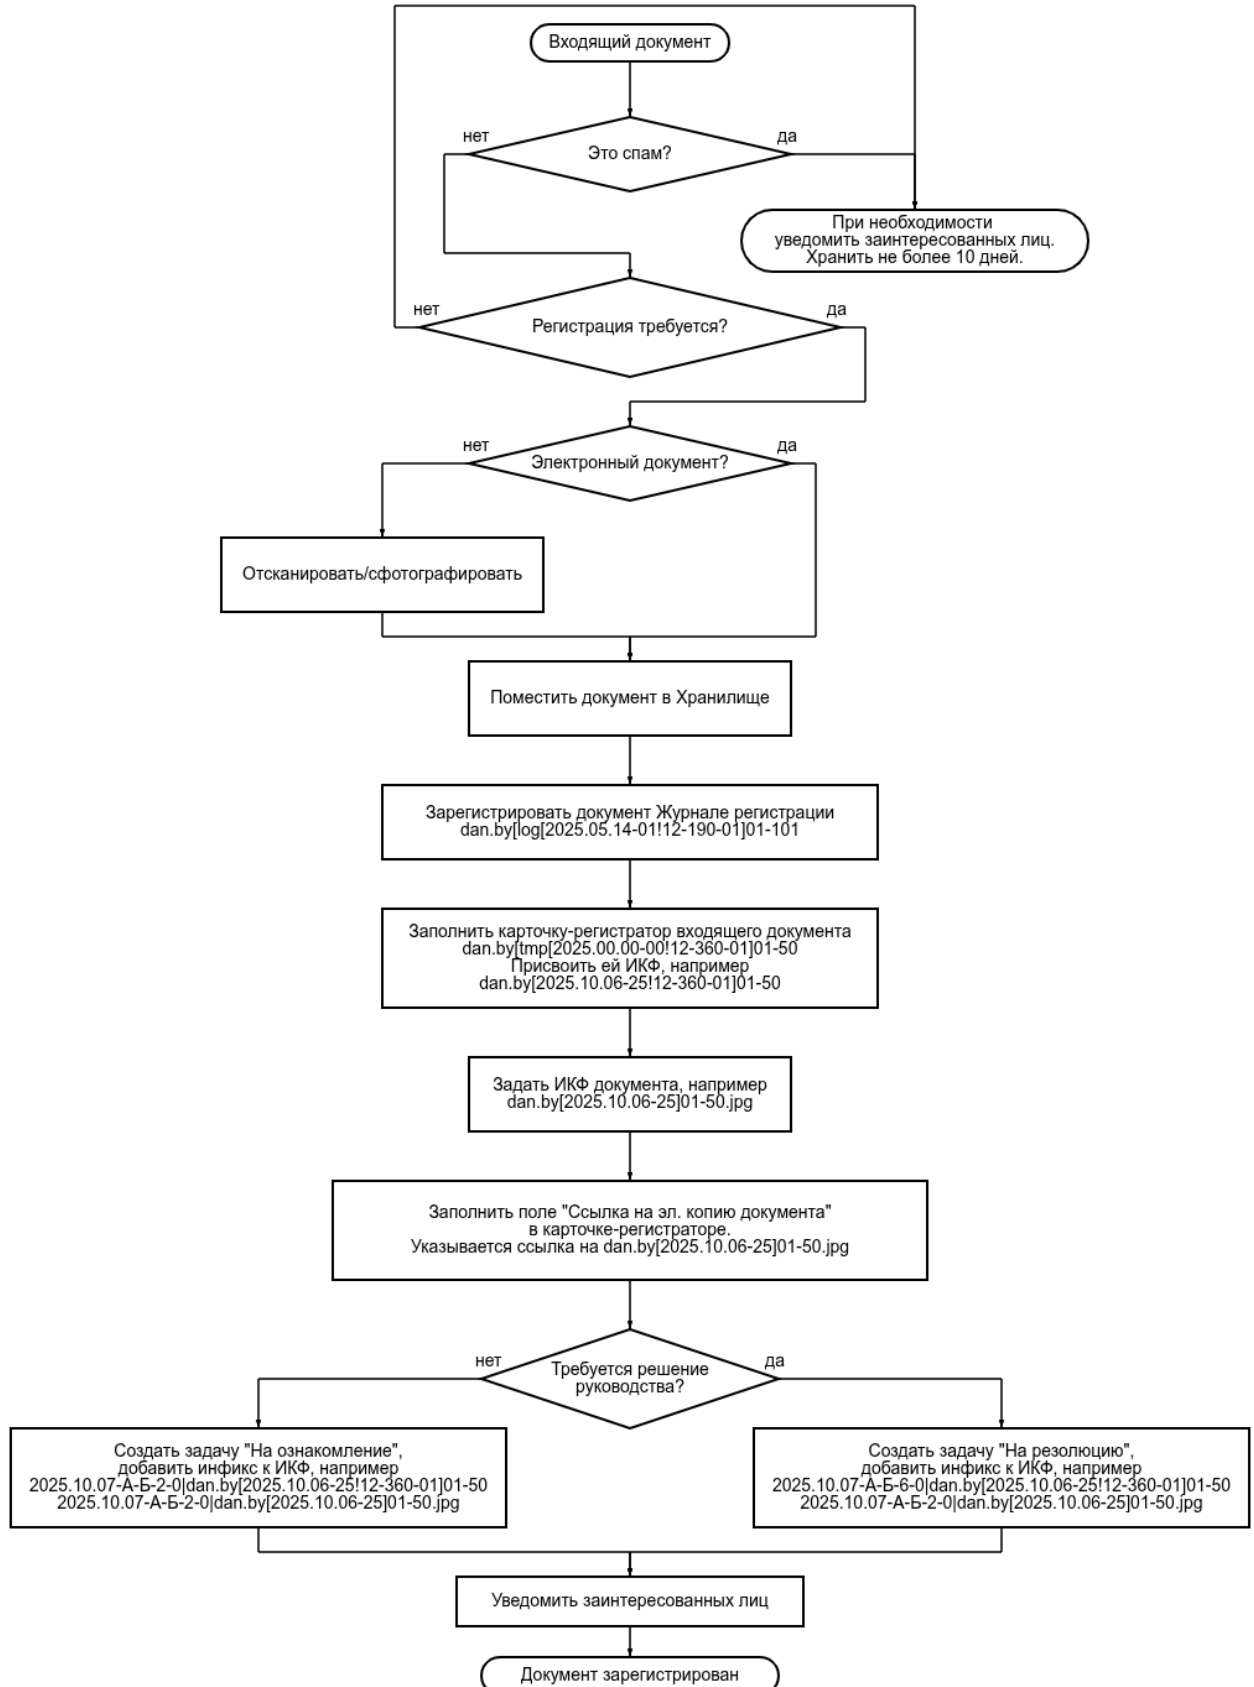 Входящий документ
нет
да
Это спам?
При необходимости
уведомить заинтересованных лиц.
Хранить не более 10 дней.
нет
да
Регистрация требуется?
нет
да
Электронный документ?
Отсканировать/сфотографировать
Поместить документ в Хранилище
Зарегистрировать документ Журнале регистрации
dan.by[log[2025.05.14-01!12-190-01]01-101
Заполнить карточку-регистратор входящего документа
dan.by[tmp[2025.00.00-00!12-360-01]01-50
Присвоить ей ИКФ, например
dan.by[2025.10.06-25!12-360-01]01-50
Задать ИКФ документа, например
dan.by[2025.10.06-25]01-50.jpg
Заполнить поле "Ссылка на эл. копию документа"
в карточке-регистраторе.
Указывается ссылка на dan.by[2025.10.06-25]01-50.jpg
нет
да
Требуется решение
руководства?
Создать задачу "На ознакомление",
добавить инфикс к ИКФ, например
2025.10.07-А-Б-2-0|dan.by[2025.10.06-25!12-360-01]01-50
2025.10.07-А-Б-2-0|dan.by[2025.10.06-25]01-50.jpg
Создать задачу "На резолюцию",
добавить инфикс к ИКФ, например
2025.10.07-А-Б-6-0|dan.by[2025.10.06-25!12-360-01]01-50
2025.10.07-А-Б-2-0|dan.by[2025.10.06-25]01-50.jpg
Уведомить заинтересованных лиц
Документ зарегистрирован